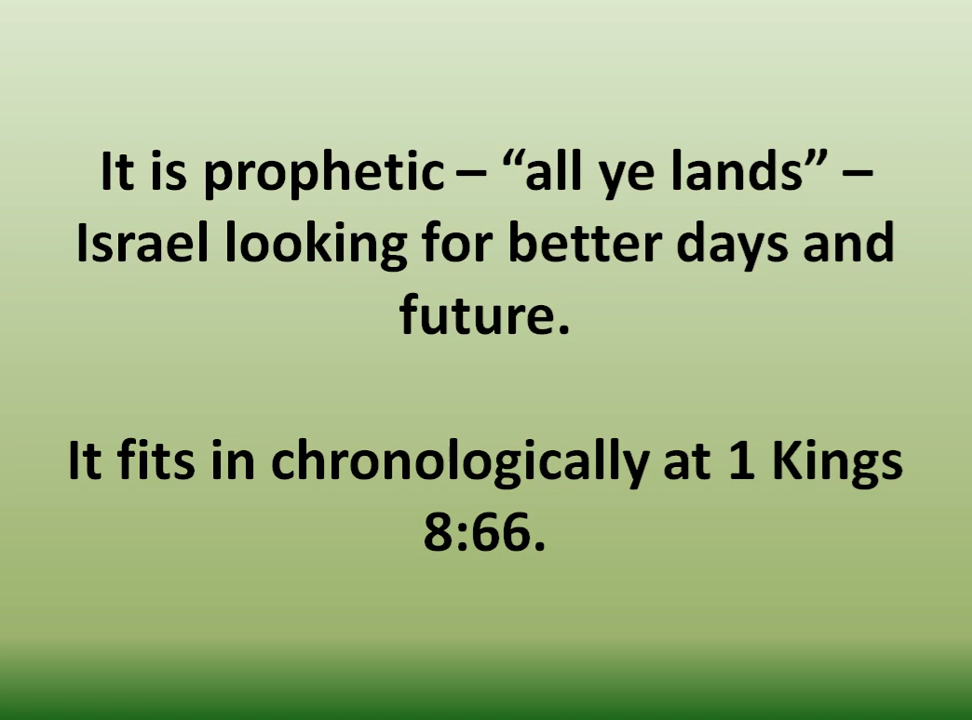 It is prophetic – “all ye lands” –
Israel looking for better days and
future.
It fits in chronologically at 1 Kings
8:66.